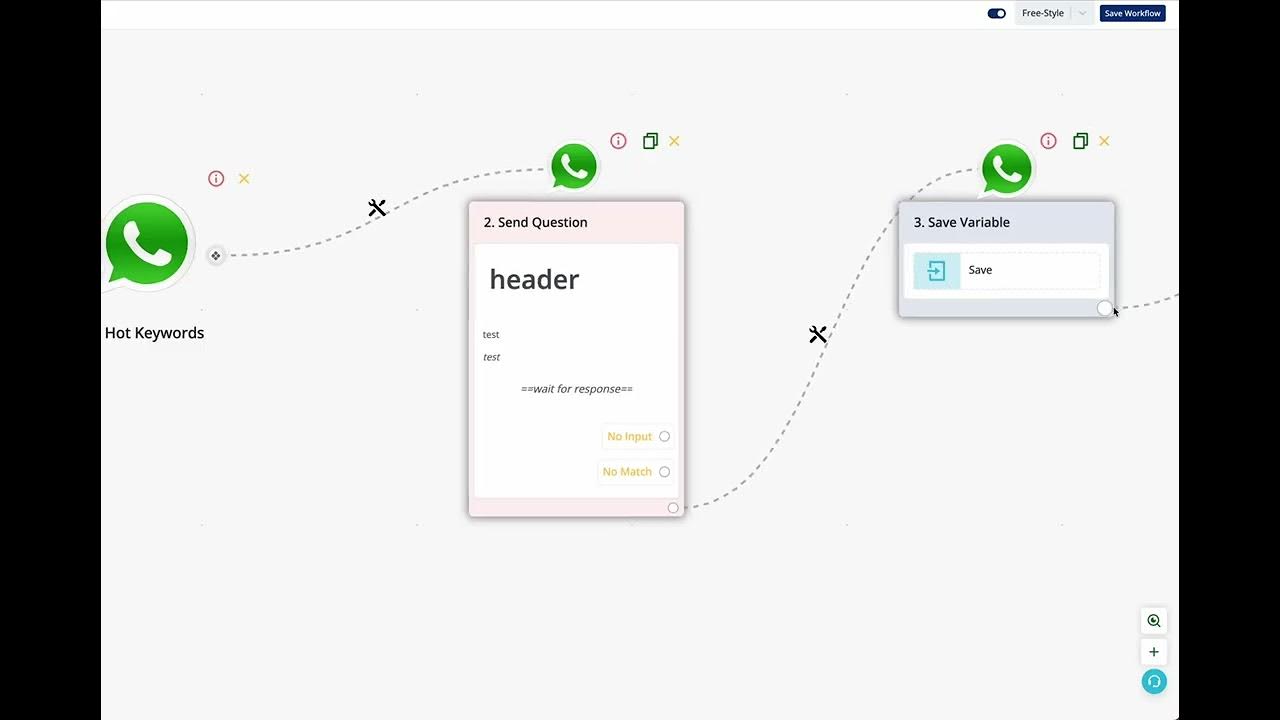 Free-Style
Save Workflow
Hot Keywords
2. Send Question
header
test
test
==wait for response==
No Input
No Match
3. Save Variable
Save